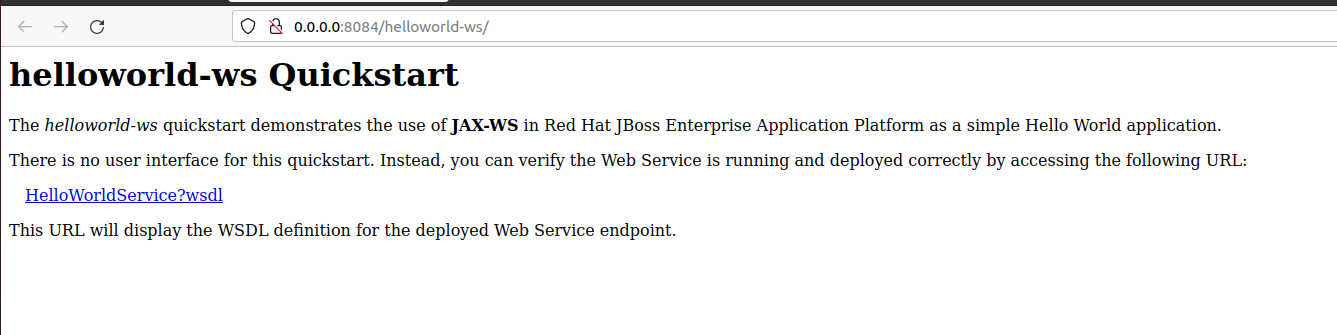 0.0.0.0:8084/helloworld-ws/
helloworld-ws Quickstart
The helloworld-ws quickstart demonstrates the use of JAX-WS in Red Hat JBoss Enterprise Application Platform as a simple Hello World application.
There is no user interface for this quickstart. Instead, you can verify the Web Service is running and deployed correctly by accessing the following URL:
HelloWorldService?wsdl
This URL will display the WSDL definition for the deployed Web Service endpoint.